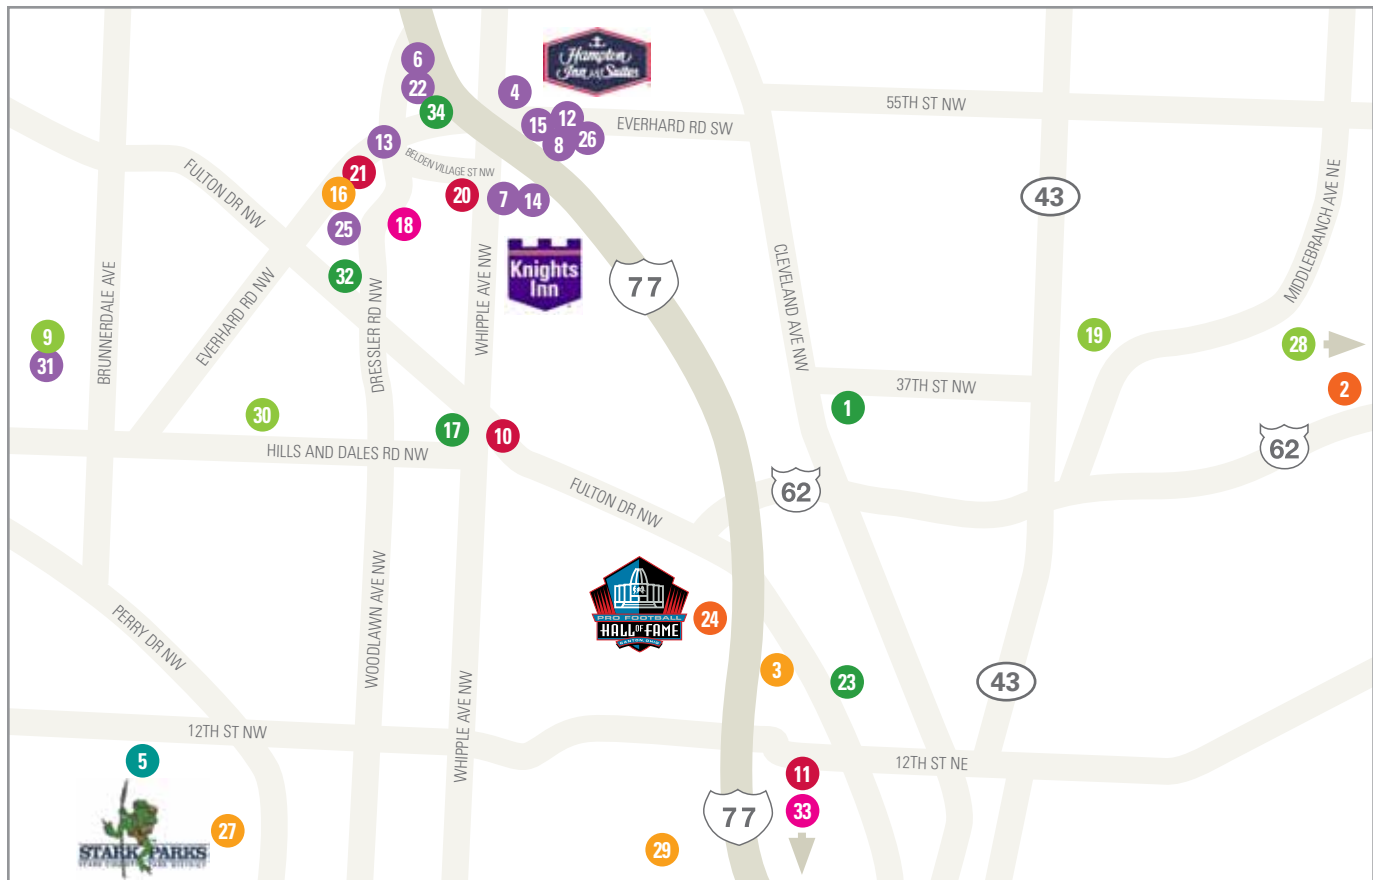 6
22
34
4
Hampton
Inn & Suites
15
12
8
26
EVERHARD RD SW
55TH ST NW
13
BELDEN VILLAGE ST NW
21
16
20
7
14
25
18
FULTON DR NW
43
MIDDLEBRANCH AVE NE
Knights
Inn
77
32
EVERHARD RD NW
DRESSLER RD NW
WHIPPLE AVE NW
CLEVELAND AVE NW
BRUNNERDALE AVE
9
31
19
28
2
37TH ST NW
1
30
17
10
HILLS AND DALES RD NW
62
62
FULTON DR NW
PRO FOOTBALL
HALL OF FAME
CANTON, OHIO
24
PERRY DR NW
WOODLAWN AVE NW
WHIPPLE AVE NW
3
23
43
12TH ST NW
12TH ST NE
5
11
33
77
27
STARK PARKS
29